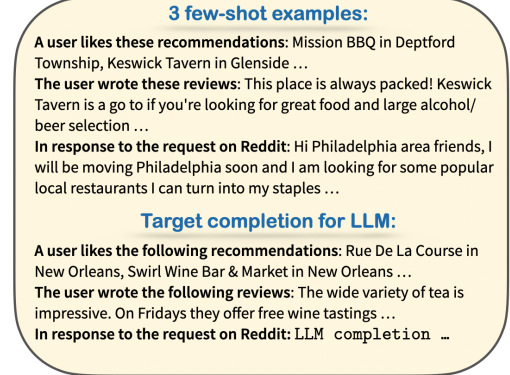 3 few-shot examples:
A user likes these recommendations: Mission BBQ in Deptford
Township, Keswick Tavern in Glenside ...
The user wrote these reviews: This place is always packed! Keswick
Tavern is a go to if you're looking for great food and large alcohol/
beer selection ...
In response to the request on Reddit: Hi Philadelphia area friends, I
will be moving Philadelphia soon and I am looking for some popular
local restaurants I can turn into my staples ...
Target completion for LLM:
A user likes the following recommendations: Rue De La Course in
New Orleans, Swirl Wine Bar & Market in New Orleans ...
The user wrote the following reviews: The wide variety of tea is
impressive. On Fridays they offer free wine tastings ...
In response to the request on Reddit: LLM completion …